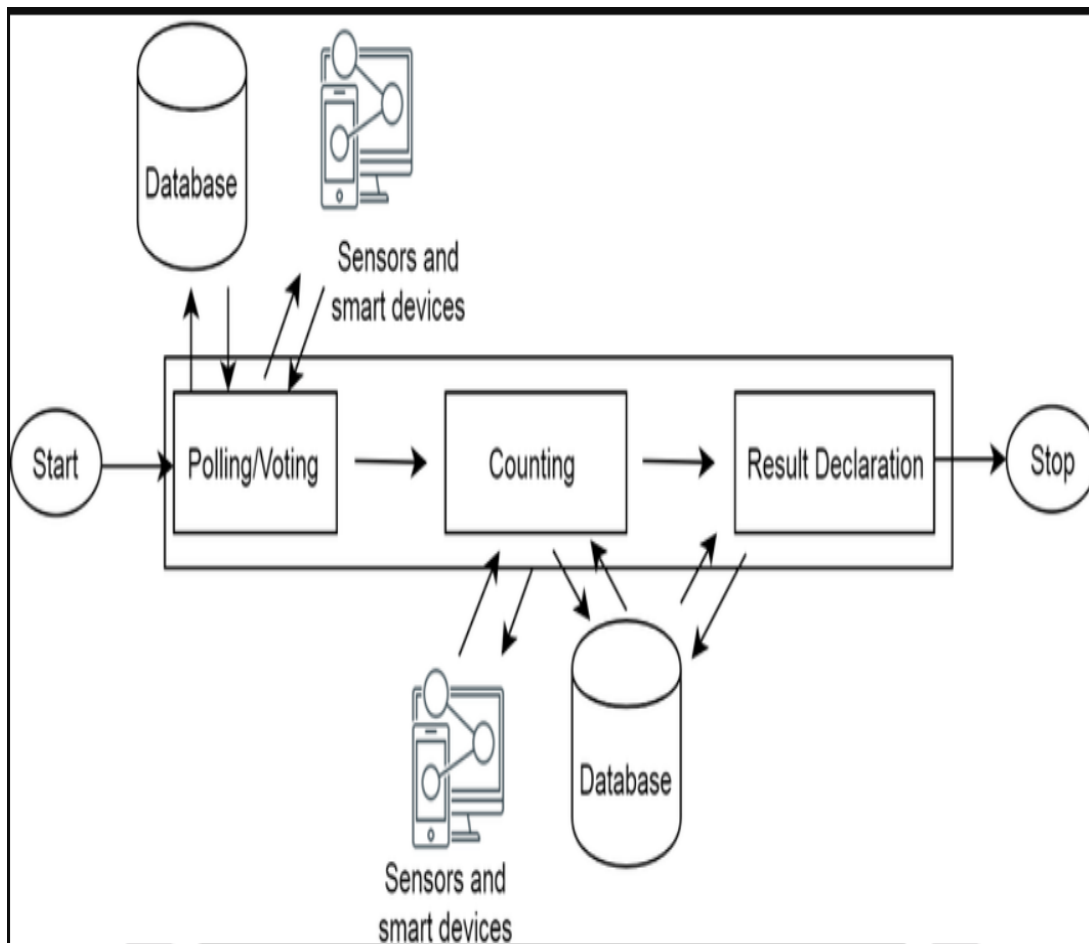 Database
Sensors and
smart devices
Start
Polling/Voting
Counting
Result Declaration
Stop
Database
Sensors and
smart devices